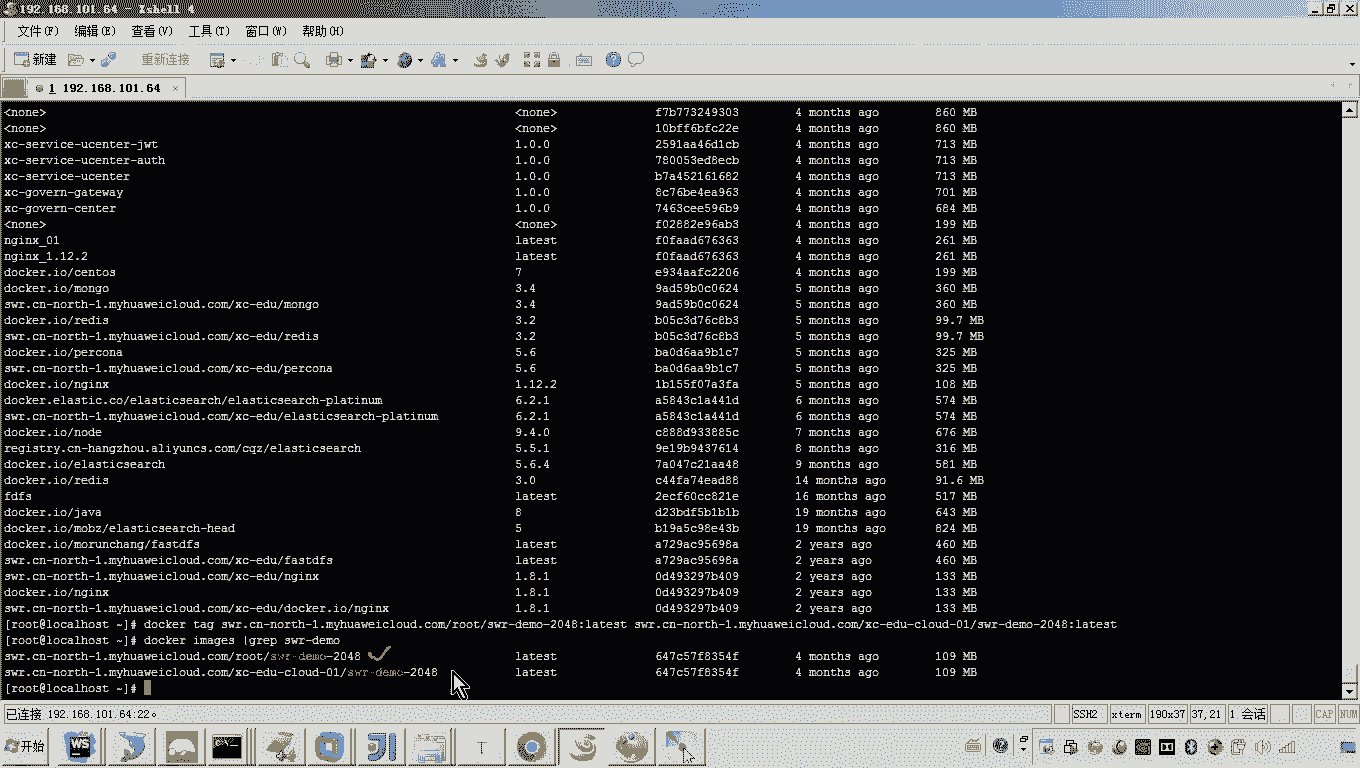 192.168.101.64 - Xshell 4
文件(F) 编辑(E) 查看(V) 工具(T) 窗口(W) 帮助(H)
新建 重新连接
1 192.168.101.64 ×
<none> <none> f7b773249303 4 months ago 860 MB
<none> <none> 10bff6bfc22e 4 months ago 860 MB
xc-service-ucenter-jwt 1.0.0 2591aa46d1cb 4 months ago 713 MB
xc-service-ucenter-auth 1.0.0 780053ed8ecb 4 months ago 713 MB
xc-service-ucenter 1.0.0 b7a452161682 4 months ago 713 MB
xc-govern-gateway 1.0.0 8c76be4ea963 4 months ago 701 MB
xc-govern-center 1.0.0 7463cee596b9 4 months ago 684 MB
<none> <none> f02882e96ab3 4 months ago 199 MB
nginx_01 latest f0faad676363 4 months ago 261 MB
nginx_1.12.2 latest f0faad676363 4 months ago 261 MB
docker.io/centos 7 e934aafc2206 4 months ago 199 MB
docker.io/mongo 3.4 9ad59b0c0624 5 months ago 360 MB
swr.cn-north-1.myhuaweicloud.com/xc-edu/mongo 3.4 9ad59b0c0624 5 months ago 360 MB
docker.io/redis 3.2 b05c3d76c8b3 5 months ago 99.7 MB
swr.cn-north-1.myhuaweicloud.com/xc-edu/redis 3.2 b05c3d76c8b3 5 months ago 99.7 MB
docker.io/percona 5.6 ba0d6aa9b1c7 5 months ago 325 MB
swr.cn-north-1.myhuaweicloud.com/xc-edu/percona 5.6 ba0d6aa9b1c7 5 months ago 325 MB
docker.io/nginx 1.12.2 1b155f07a3fa 5 months ago 108 MB
docker.elastic.co/elasticsearch/elasticsearch-platinum 6.2.1 a5843c1a441d 6 months ago 574 MB
swr.cn-north-1.myhuaweicloud.com/xc-edu/elasticsearch-platinum 6.2.1 a5843c1a441d 6 months ago 574 MB
docker.io/node 9.4.0 c888d933885c 7 months ago 676 MB
registry.cn-hangzhou.aliyuncs.com/cqz/elasticsearch 5.5.1 9e19b9437614 8 months ago 316 MB
docker.io/elasticsearch 5.6.4 7a047c21aa48 9 months ago 581 MB
docker.io/redis 3.0 c44fa74ead88 14 months ago 91.6 MB
fdfs latest 2ecf60cc821e 16 months ago 517 MB
docker.io/java 8 d23bdf5b1b1b 19 months ago 643 MB
docker.io/mobz/elasticsearch-head 5 b19a5c98e43b 19 months ago 824 MB
docker.io/morunchang/fastdfs latest a729ac95698a 2 years ago 460 MB
swr.cn-north-1.myhuaweicloud.com/xc-edu/fastdfs latest a729ac95698a 2 years ago 460 MB
swr.cn-north-1.myhuaweicloud.com/xc-edu/nginx 1.8.1 0d493297b409 2 years ago 133 MB
docker.io/nginx 1.8.1 0d493297b409 2 years ago 133 MB
swr.cn-north-1.myhuaweicloud.com/xc-edu/docker.io/nginx 1.8.1 0d493297b409 2 years ago 133 MB
[root@localhost ~]# docker tag swr.cn-north-1.myhuaweicloud.com/root/swr-demo-2048:latest swr.cn-north-1.myhuaweicloud.com/xc-edu-cloud-01/swr-demo-2048:latest
[root@localhost ~]# docker images |grep swr-demo
swr.cn-north-1.myhuaweicloud.com/root/swr-demo-2048 latest 647c57f8354f 4 months ago 109 MB
swr.cn-north-1.myhuaweicloud.com/xc-edu-cloud-01/swr-demo-2048 latest 647c57f8354f 4 months ago 109 MB
[root@localhost ~]#
已连接 192.168.101.64:22。 SSH2 xterm 190x37 37,21 1 会话 CAP NUM
开始 WS T